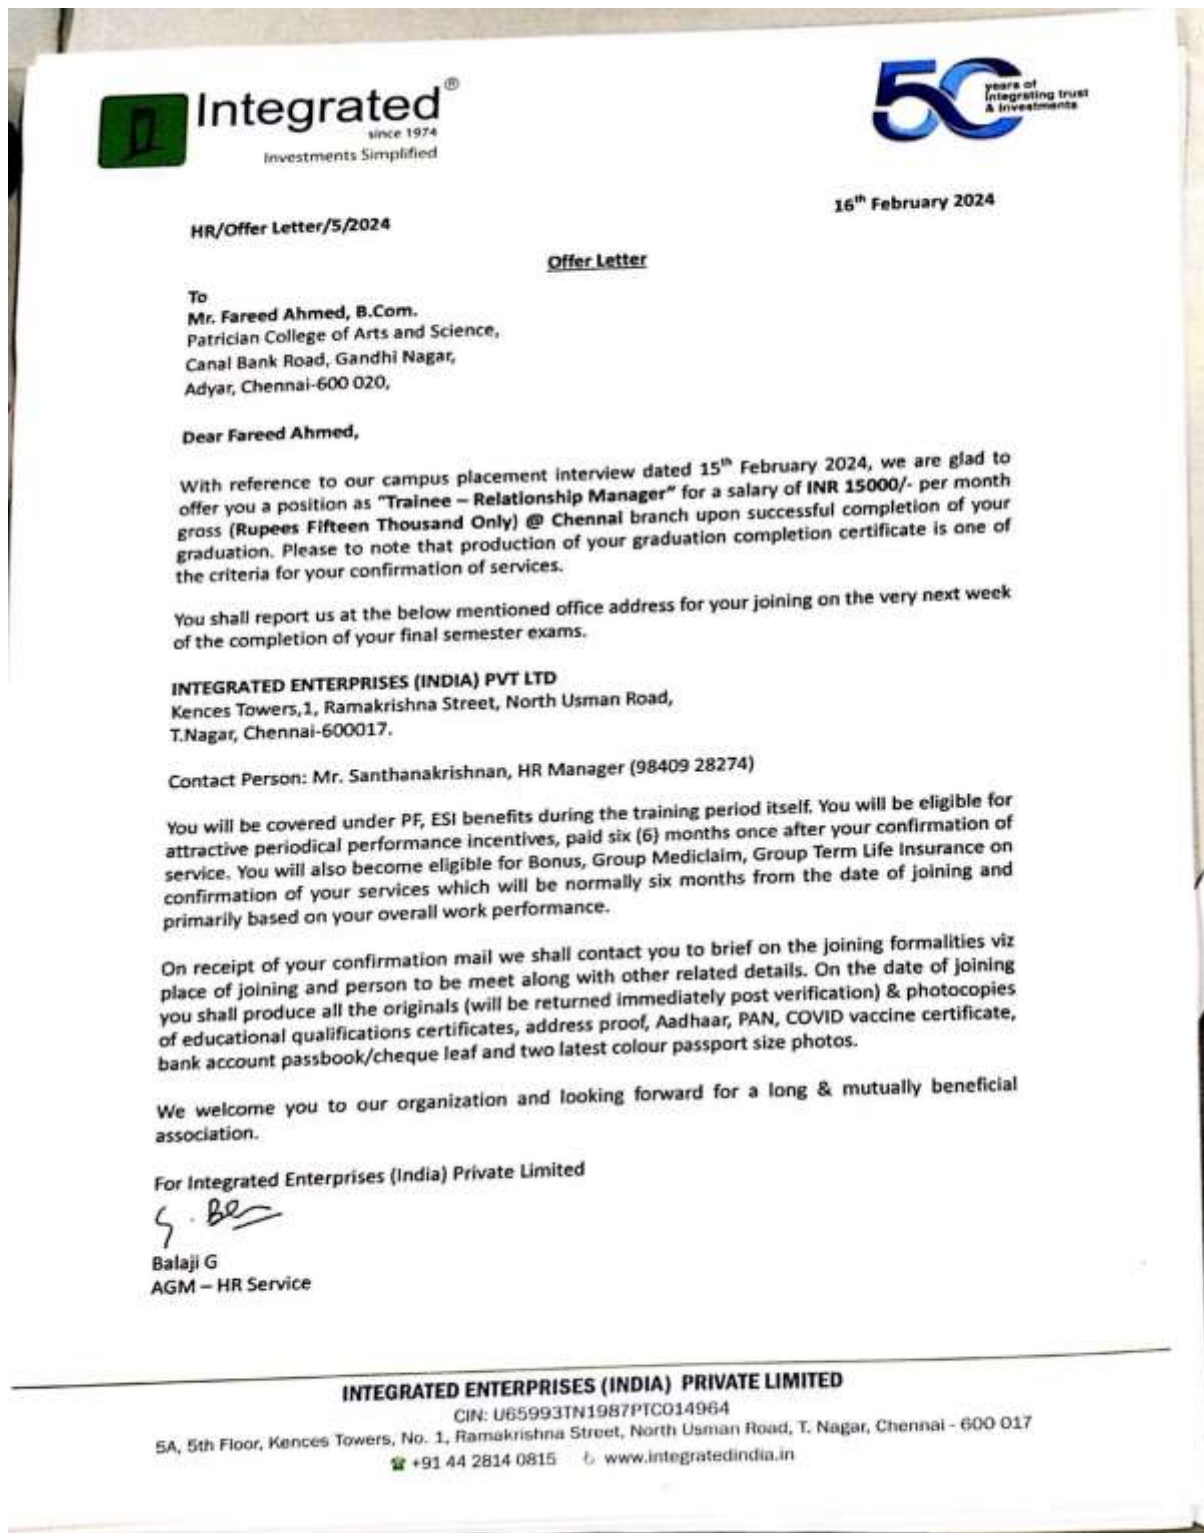 Integrated®
since 1974
Investments Simplified
50 years of
integrating trust
& investments
16th February 2024
HR/Offer Letter/5/2024
Offer Letter
To
Mr. Fareed Ahmed, B.Com.
Patrician College of Arts and Science,
Canal Bank Road, Gandhi Nagar,
Adyar, Chennai-600 020,
Dear Fareed Ahmed,
With reference to our campus placement interview dated 15th February 2024, we are glad to
offer you a position as "Trainee – Relationship Manager" for a salary of INR 15000/- per month
gross (Rupees Fifteen Thousand Only) @ Chennai branch upon successful completion of your
graduation. Please to note that production of your graduation completion certificate is one of
the criteria for your confirmation of services.
You shall report us at the below mentioned office address for your joining on the very next week
of the completion of your final semester exams.
INTEGRATED ENTERPRISES (INDIA) PVT LTD
Kences Towers,1, Ramakrishna Street, North Usman Road,
T.Nagar, Chennai-600017.
Contact Person: Mr. Santhanakrishnan, HR Manager (98409 28274)
You will be covered under PF, ESI benefits during the training period itself. You will be eligible for
attractive periodical performance incentives, paid six (6) months once after your confirmation of
service. You will also become eligible for Bonus, Group Mediclaim, Group Term Life Insurance on
confirmation of your services which will be normally six months from the date of joining and
primarily based on your overall work performance.
On receipt of your confirmation mail we shall contact you to brief on the joining formalities viz
place of joining and person to be meet along with other related details. On the date of joining
you shall produce all the originals (will be returned immediately post verification) & photocopies
of educational qualifications certificates, address proof, Aadhaar, PAN, COVID vaccine certificate,
bank account passbook/cheque leaf and two latest colour passport size photos.
We welcome you to our organization and looking forward for a long & mutually beneficial
association.
For Integrated Enterprises (India) Private Limited
Balaji G
AGM – HR Service
INTEGRATED ENTERPRISES (INDIA) PRIVATE LIMITED
CIN: U65993TN1987PTC014964
5A, 5th Floor, Kences Towers, No. 1, Ramakrishna Street, North Usman Road, T. Nagar, Chennai - 600 017
+91 44 2814 0815 www.integratedindia.in